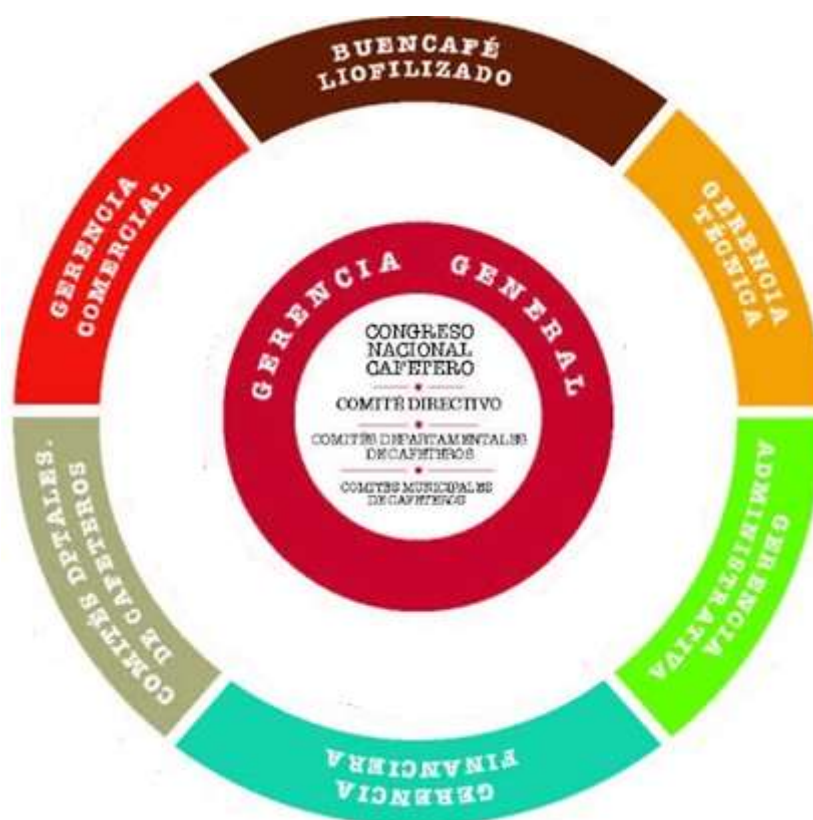 BUENCAFÉ
LIOFILIZADO
GERENCIA
TÉCNICA
GERENCIA
ADMINISTRATIVA
GERENCIA
FINANCIERA
COMITÉS DPTALES.
DE CAFETEROS
GERENCIA
COMERCIAL
GERENCIA GENERAL
CONGRESO
NACIONAL
CAFETERO
COMITÉ DIRECTIVO
COMITÉS DEPARTAMENTALES
DE CAFETEROS
COMITÉS MUNICIPALES
DE CAFETEROS